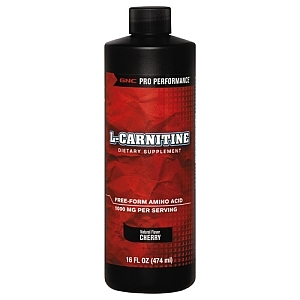 GNC PRO PERFORMANCE
L-CARNITINE
DIETARY SUPPLEMENT
FREE-FORM AMINO ACID
1000 MG PER SERVING
Natural Flavor
CHERRY
16 FL OZ (474 ml)